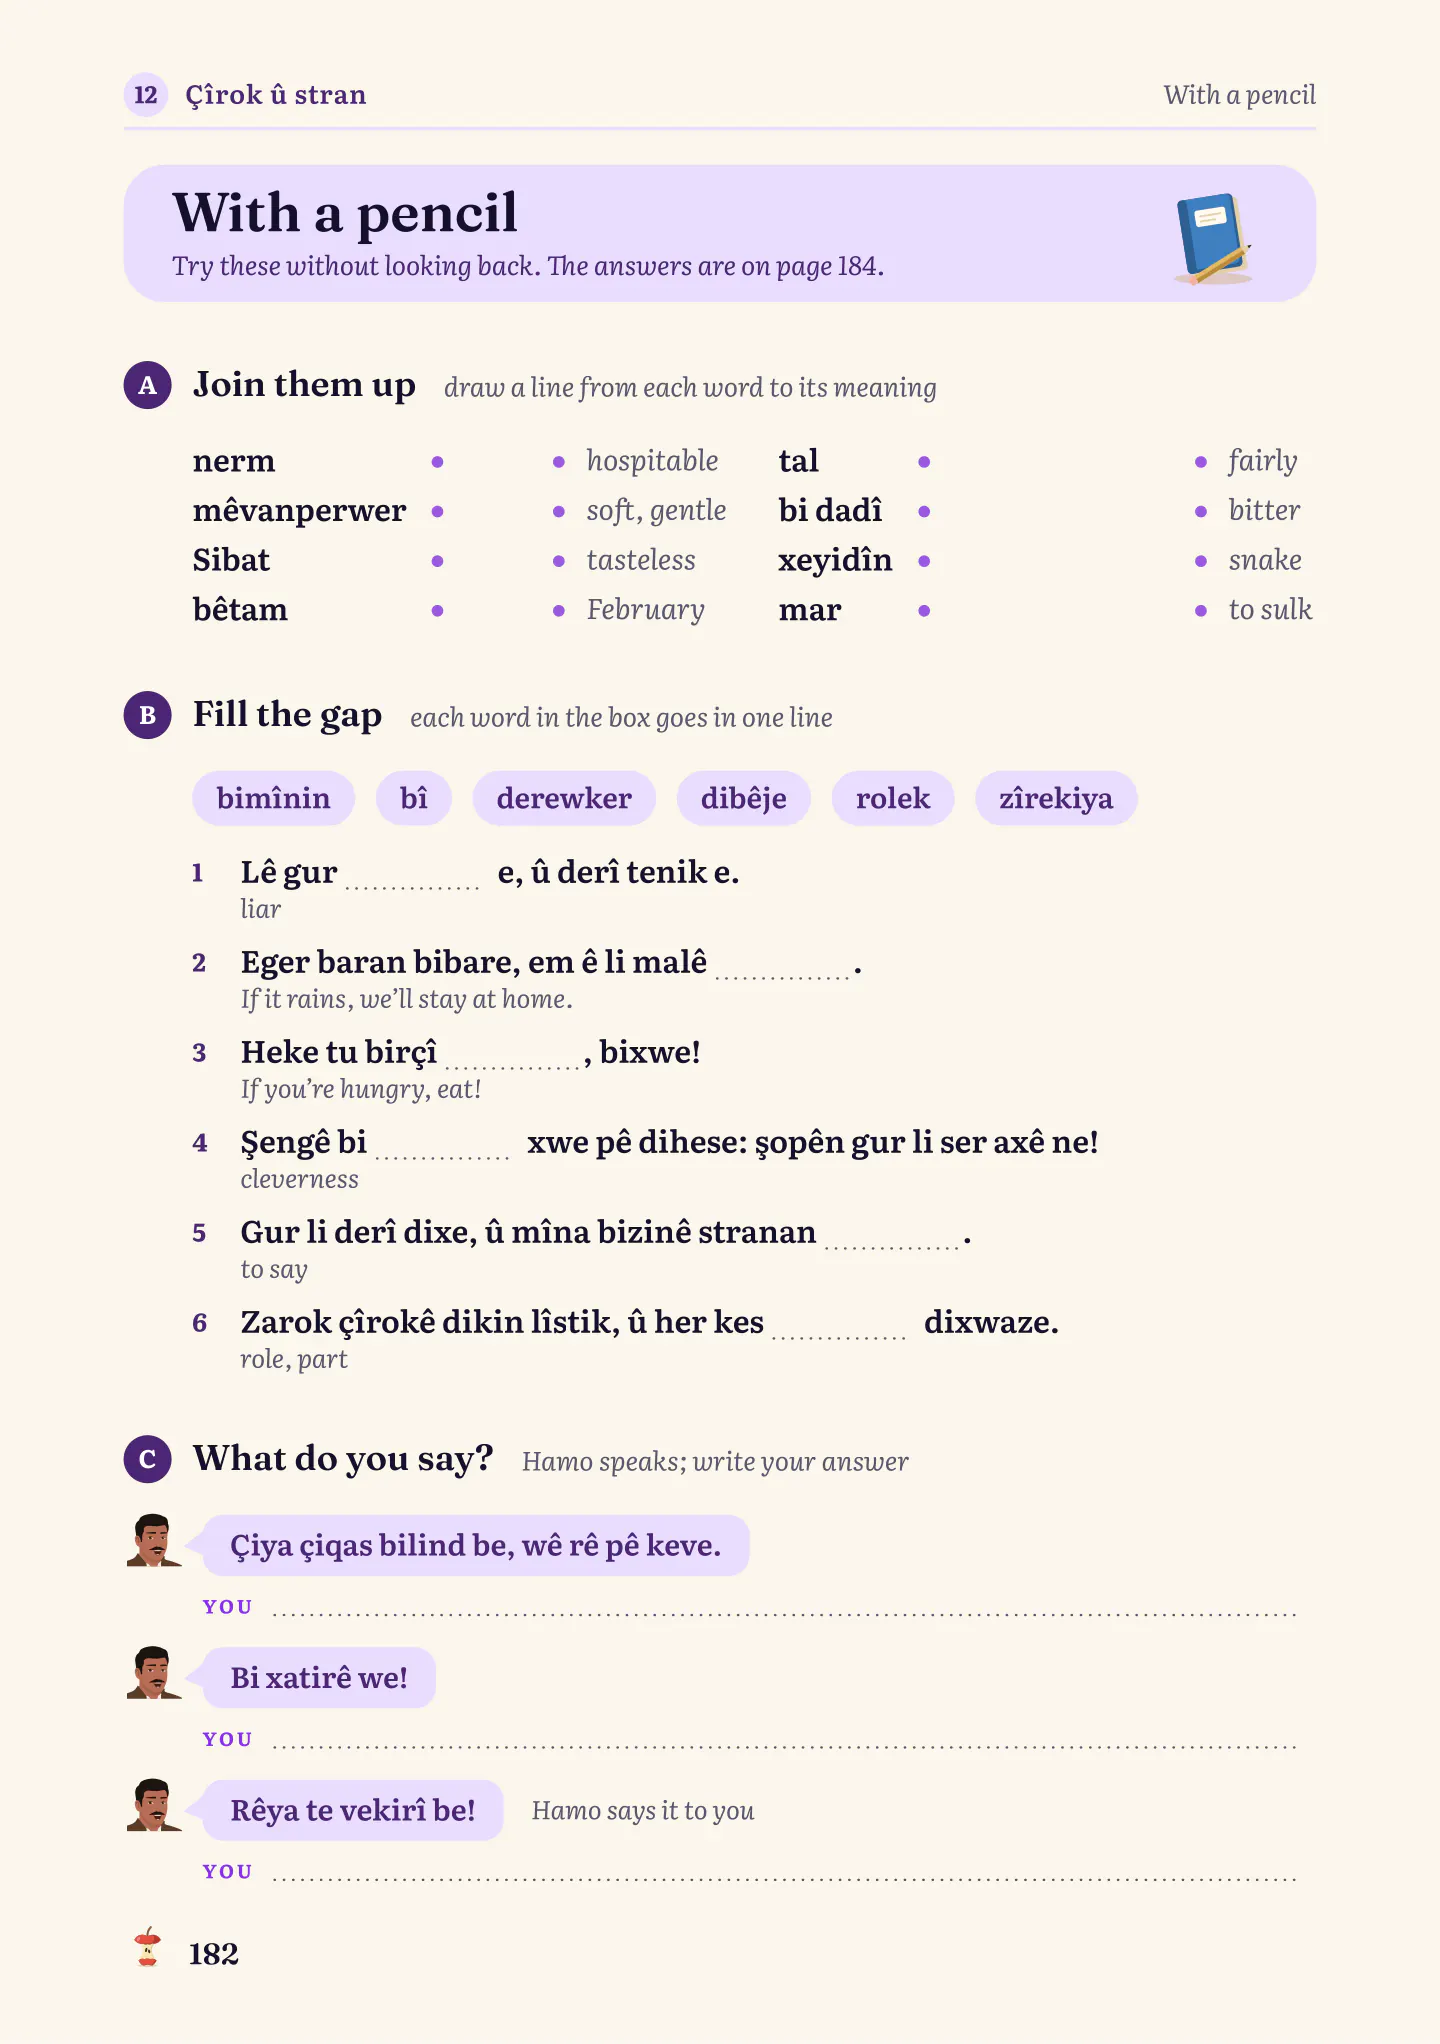 12 Çîrok û stran With a pencil
With a pencil
Try these without looking back. The answers are on page 184.
A Join them up draw a line from each word to its meaning
nerm hospitable tal fairly
mêvanperwer soft, gentle bi dadî bitter
Sibat tasteless xeyidîn snake
bêtam February mar to sulk
B Fill the gap each word in the box goes in one line
bimînin bî derewker dibêje rolek zîrekiya
1 Lê gur .............. e, û derî tenik e.
liar
2 Eger baran bibare, em ê li malê .............. .
If it rains, we’ll stay at home.
3 Heke tu birçî .............. , bixwe!
If you’re hungry, eat!
4 Şengê bi .............. xwe pê dihese: şopên gur li ser axê ne!
cleverness
5 Gur li derî dixe, û mîna bizinê stranan .............. .
to say
6 Zarok çîrokê dikin lîstik, û her kes .............. dixwaze.
role, part
C What do you say? Hamo speaks; write your answer
Çiya çiqas bilind be, wê rê pê keve.
YOU
Bi xatirê we!
YOU
Rêya te vekirî be! Hamo says it to you
YOU
182